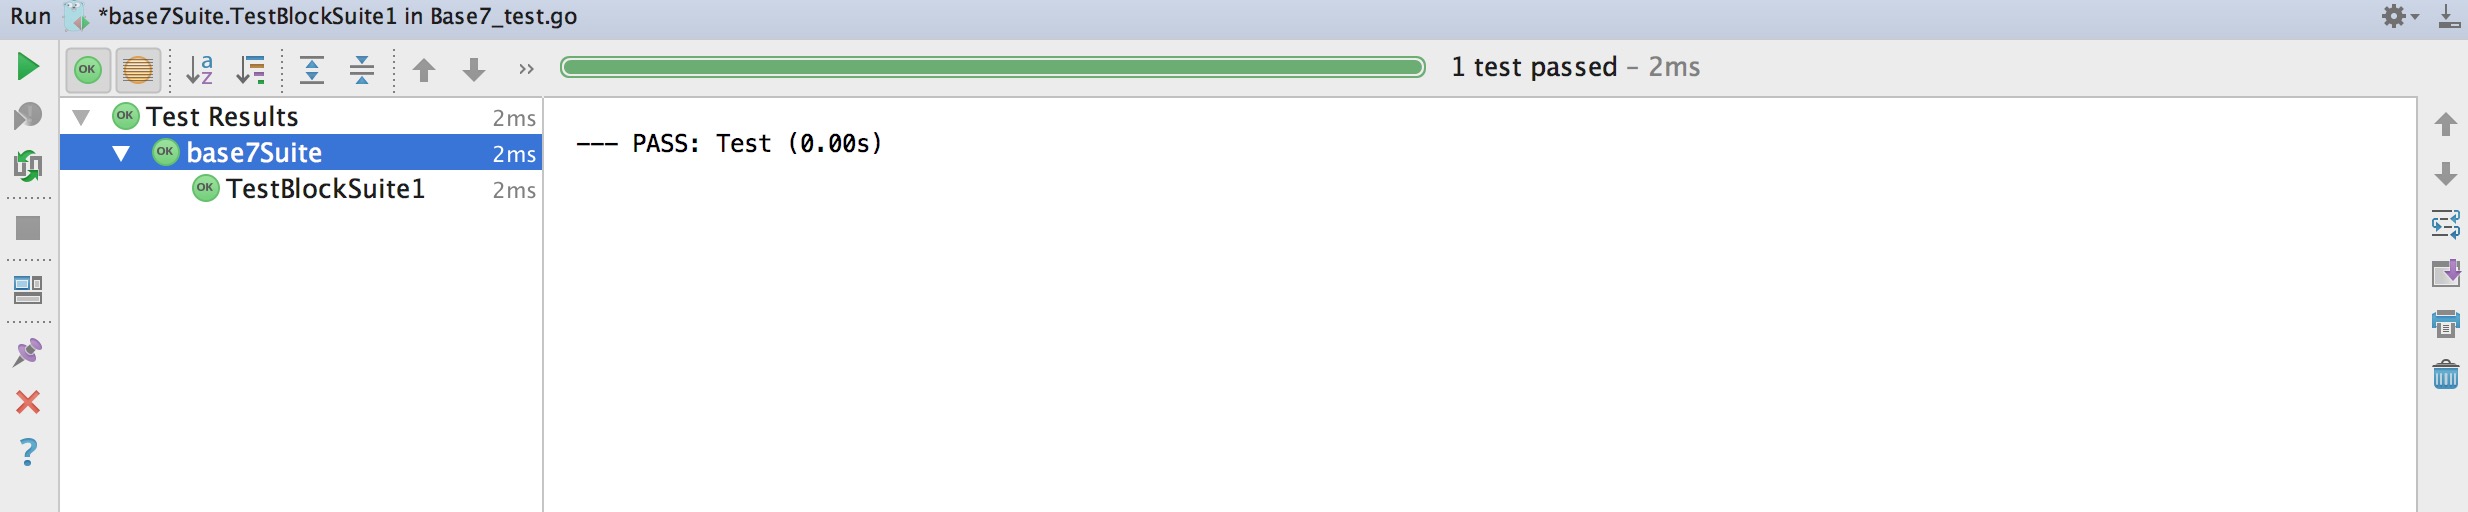 Run *base7Suite.TestBlockSuite1 in Base7_test.go
OK a z >> 1 test passed – 2ms
OK Test Results 2ms
OK base7Suite 2ms
OK TestBlockSuite1 2ms
--- PASS: Test (0.00s)
?